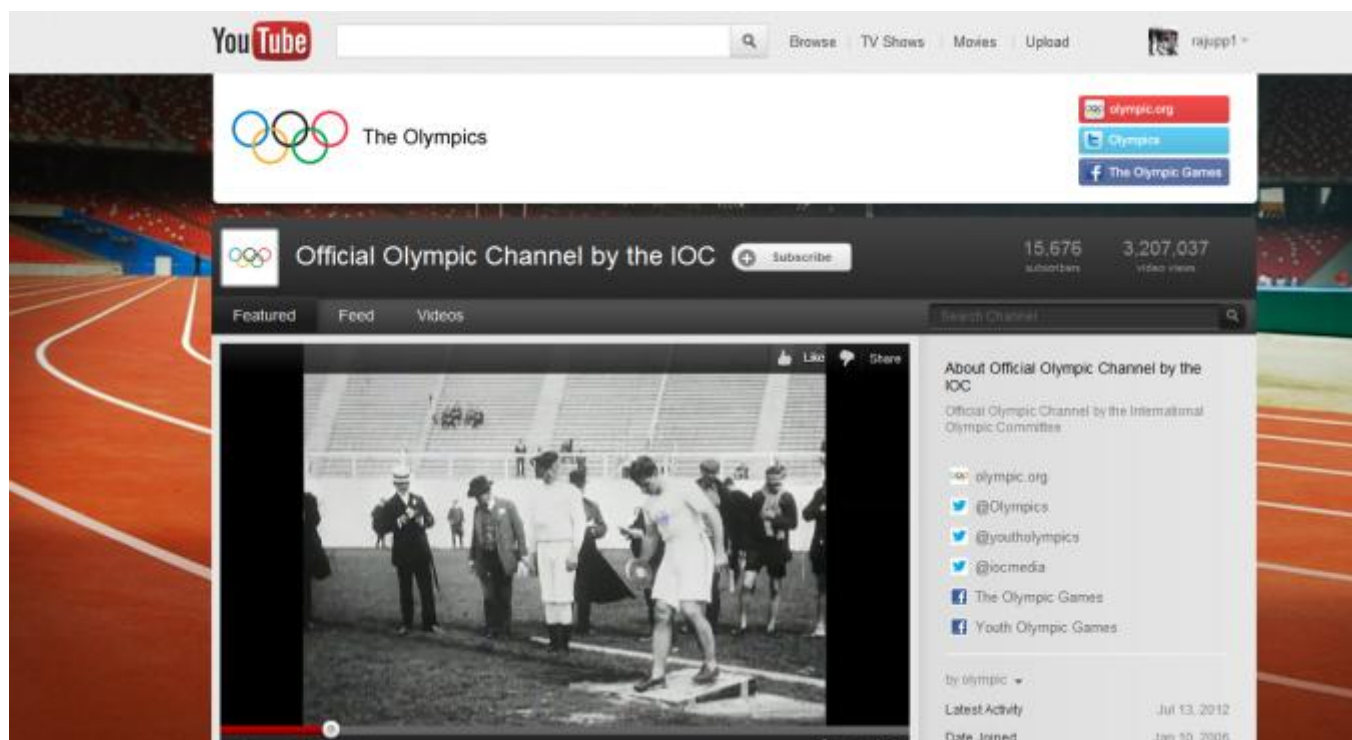 YouTube
Browse TV Shows Movies Upload rajupp1
The Olympics
olympic.org
Olympics
The Olympic Games
Official Olympic Channel by the IOC Subscribe
15,676 3,207,037
subscribers video views
Featured Feed Videos Search Channel
Like Share
About Official Olympic Channel by the
IOC
Official Olympic Channel by the International
Olympic Committee
olympic.org
@Olympics
@youtholympics
@iocmedia
The Olympic Games
Youth Olympic Games
by olympic
Latest Activity Jul 13, 2012
Date Joined Jan 10, 2006